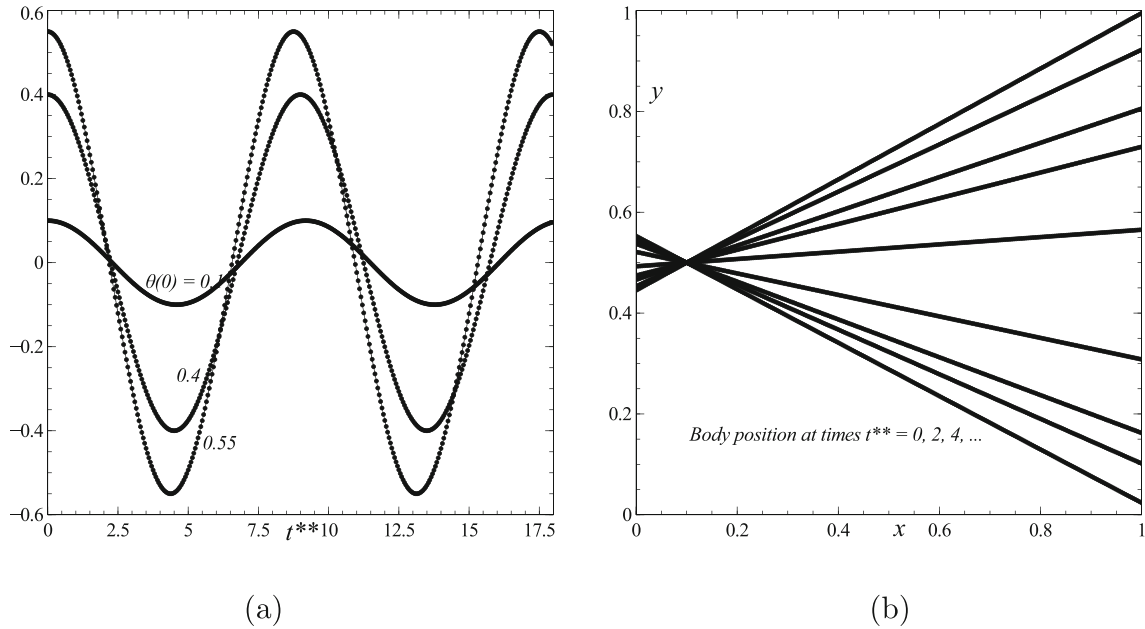 0.6
0.4
0.2
0
−0.2
−0.4
−0.6
θ(0) = 0.1
0.4
0.55
0 2.5 5 7.5 t** 10 12.5 15 17.5
(a)
1
0.8
0.6
0.4
0.2
0
y
Body position at times t** = 0, 2, 4, ...
0 0.2 0.4 0.6 0.8 1
x
(b)